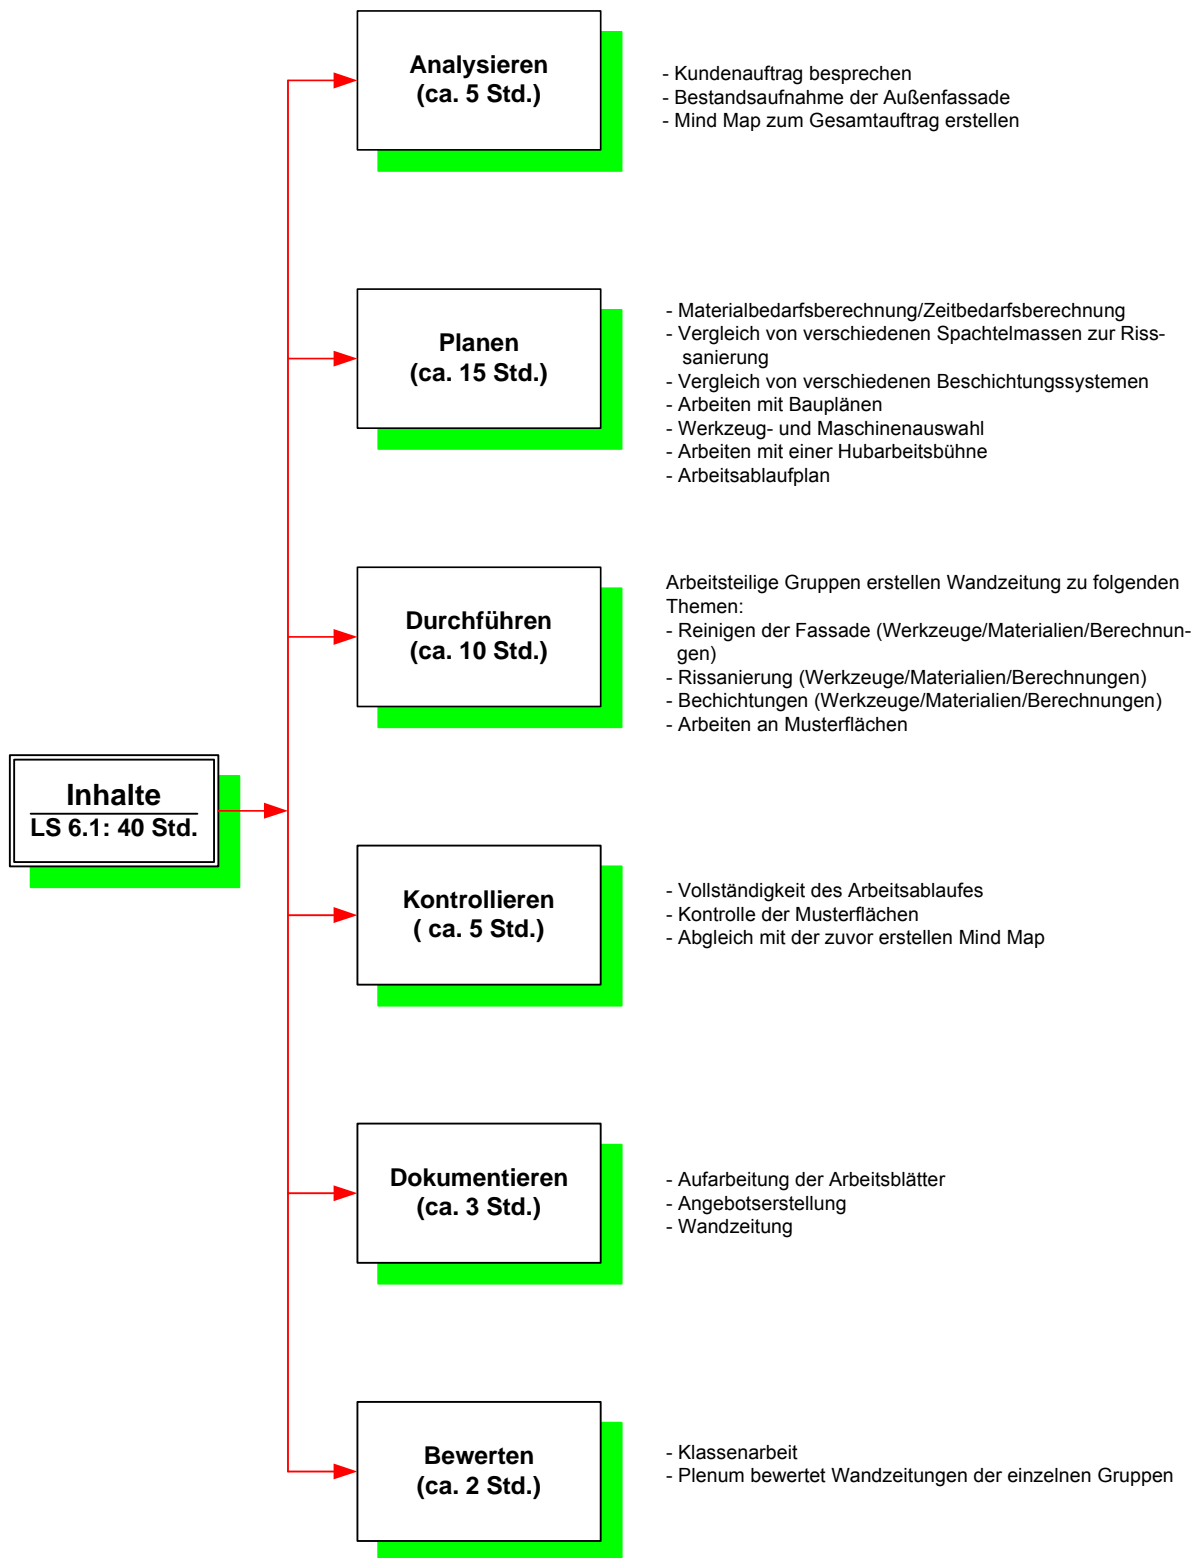 Analysieren
(ca. 5 Std.)
- Kundenauftrag besprechen
- Bestandsaufnahme der Außenfassade
- Mind Map zum Gesamtauftrag erstellen
Planen
(ca. 15 Std.)
- Materialbedarfsberechnung/Zeitbedarfsberechnung
- Vergleich von verschiedenen Spachtelmassen zur Riss-
sanierung
- Vergleich von verschiedenen Beschichtungssystemen
- Arbeiten mit Bauplänen
- Werkzeug- und Maschinenauswahl
- Arbeiten mit einer Hubarbeitsbühne
- Arbeitsablaufplan
Durchführen
(ca. 10 Std.)
Arbeitsteilige Gruppen erstellen Wandzeitung zu folgenden
Themen:
- Reinigen der Fassade (Werkzeuge/Materialien/Berechnun-
gen)
- Rissanierung (Werkzeuge/Materialien/Berechnungen)
- Bechichtungen (Werkzeuge/Materialien/Berechnungen)
- Arbeiten an Musterflächen
Inhalte
LS 6.1: 40 Std.
Kontrollieren
( ca. 5 Std.)
- Vollständigkeit des Arbeitsablaufes
- Kontrolle der Musterflächen
- Abgleich mit der zuvor erstellen Mind Map
Dokumentieren
(ca. 3 Std.)
- Aufarbeitung der Arbeitsblätter
- Angebotserstellung
- Wandzeitung
Bewerten
(ca. 2 Std.)
- Klassenarbeit
- Plenum bewertet Wandzeitungen der einzelnen Gruppen